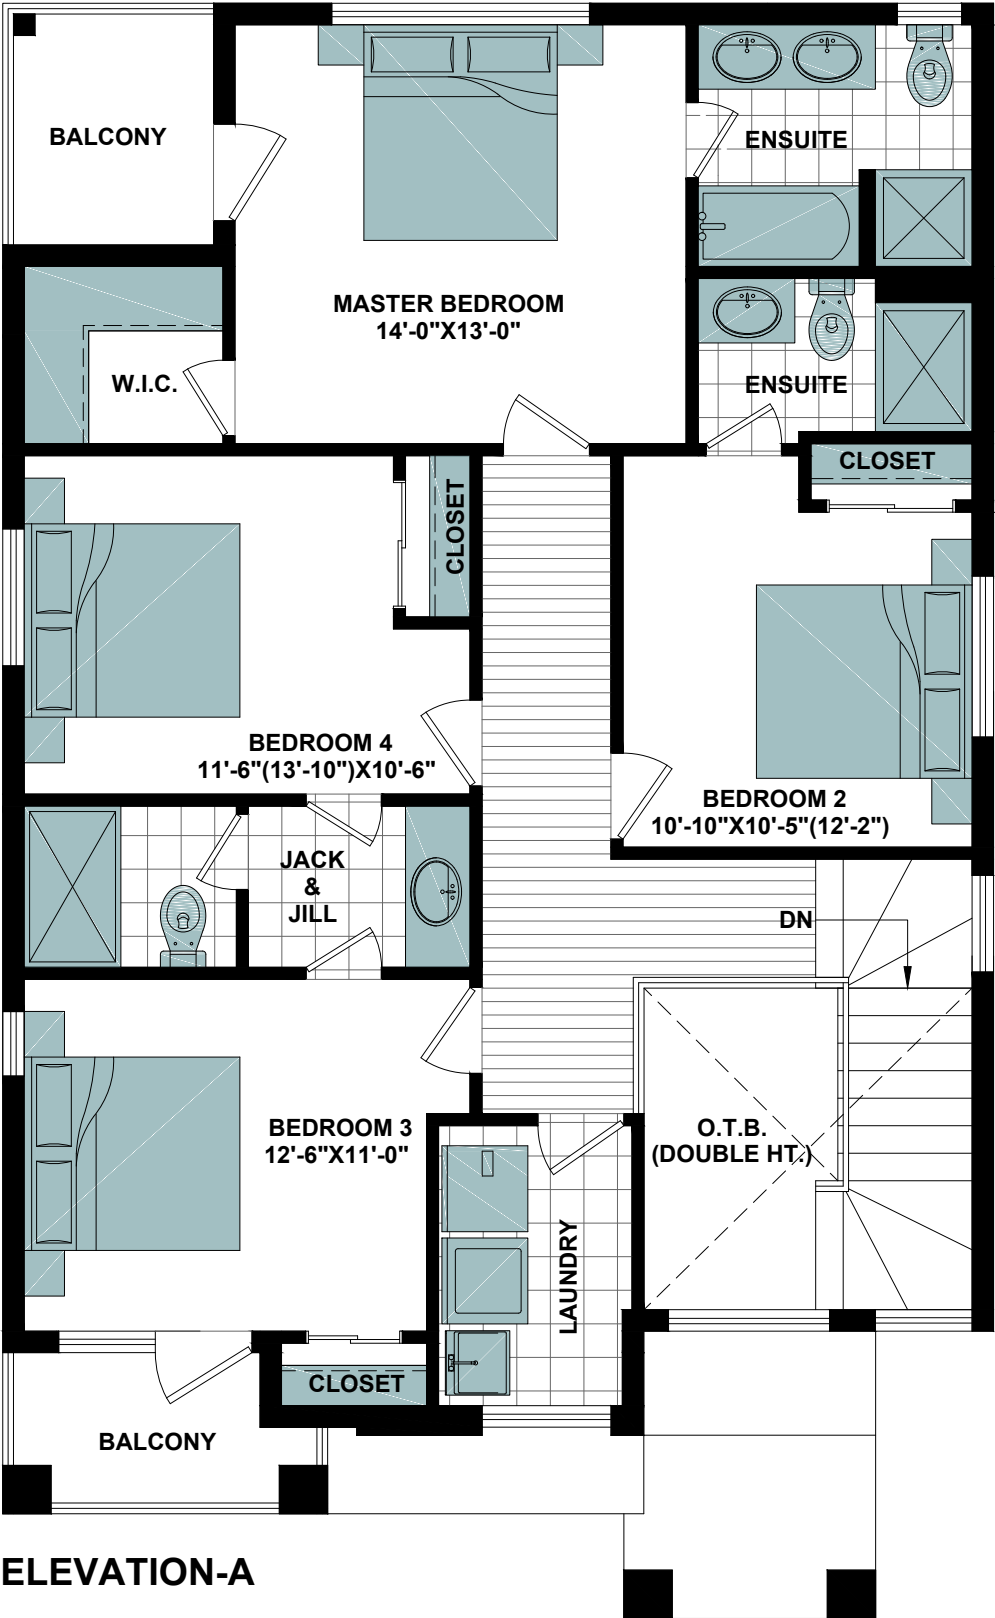 BALCONY
ENSUITE
MASTER BEDROOM
14'-0"X13'-0"
W.I.C.
ENSUITE
CLOSET
CLOSET
BEDROOM 4
11'-6"(13'-10")X10'-6"
BEDROOM 2
10'-10"X10'-5"(12'-2")
JACK
&
JILL
DN
BEDROOM 3
12'-6"X11'-0"
O.T.B.
(DOUBLE HT.)
LAUNDRY
CLOSET
BALCONY
ELEVATION-A